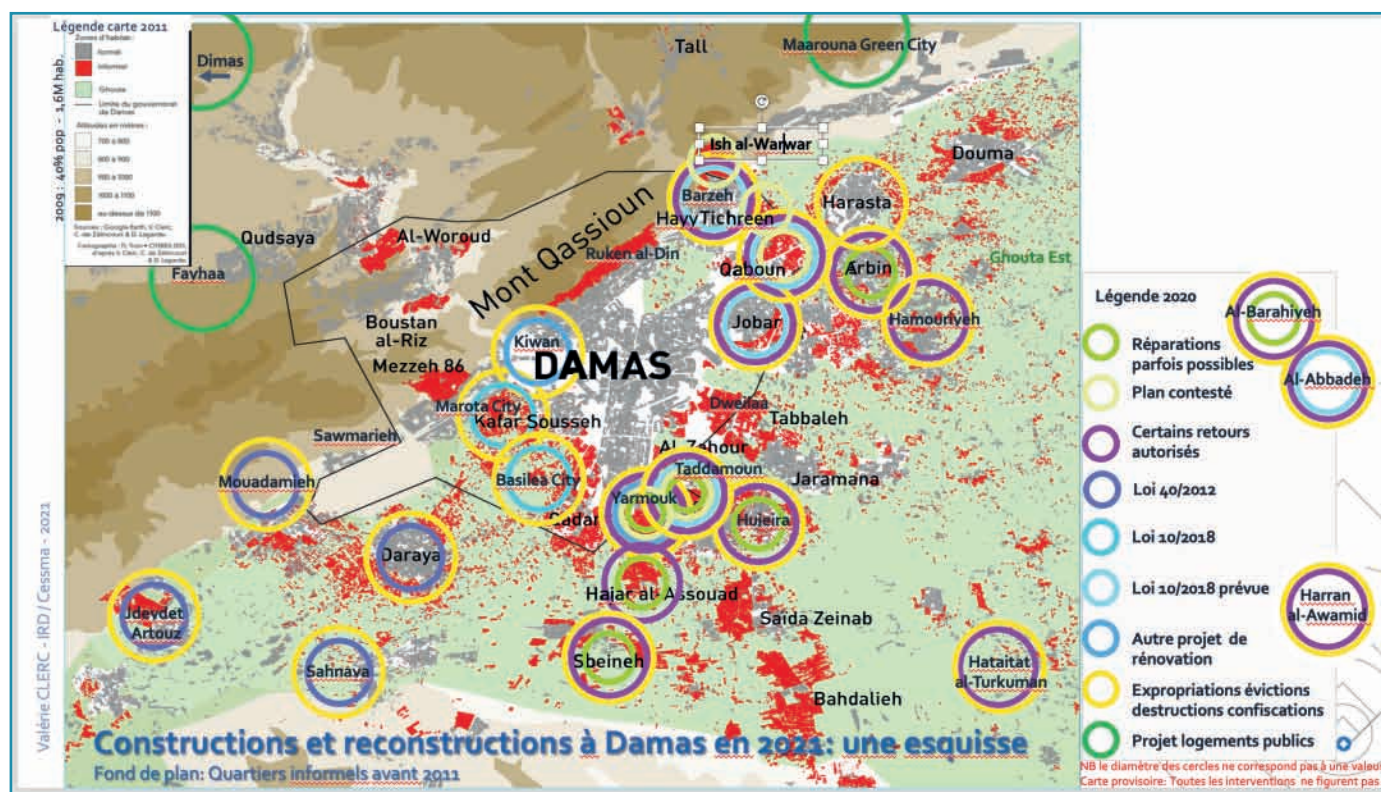 Légende carte 2011
Zones d'habitat :
formel
informel
Ghouta
Limite du gouvernorat
de Damas
Altitudes en mètres :
700 à 800
800 à 900
900 à 1000
1000 à 1100
au-dessus de 1100
Sources : Google Earth, V. Clerc,
2009 : 40% pop - 1,6M hab.
Dimas
Tall
Maarouna Green City
Ish al-Warwar
Douma
Barzeh
Harasta
Hayy Tichreen
Qudsaya
Al-Woroud
Mont Qassioun
Ruken al-Din
Fayhaa
Qaboun
Arbin
Ghouta Est
Boustan
al-Riz
Jobar
Hamouriyeh
Kiwan
DAMAS
Mezzeh 86
Marota City
Kafar Sousseh
Dweilaa
Tabbaleh
Sawmarieh
Al-Zehour
Taddamoun
Jaramana
Mouadamieh
Basilea City
Yarmouk
Qadam
Hujeira
Daraya
Hajar al-Assouad
Jdeydet
Artouz
Saida Zeinab
Sahnaya
Sbeineh
Hataitat
al-Turkuman
Bahdalieh
Constructions et reconstructions à Damas en 2021: une esquisse
Fond de plan: Quartiers informels avant 2011
Valérie CLERC - IRD / Cessma - 2021
Légende 2020
Réparations
parfois possibles
Plan contesté
Certains retours
autorisés
Loi 40/2012
Loi 10/2018
Loi 10/2018 prévue
Autre projet de
rénovation
Expropriations évictions
destructions confiscations
Projet logements publics
Al-Barahiyeh
Al-Abbadeh
Harran
al-Awamid
NB le diamètre des cercles ne correspond pas à une valeu
Carte provisoire: Toutes les interventions ne figurent pas